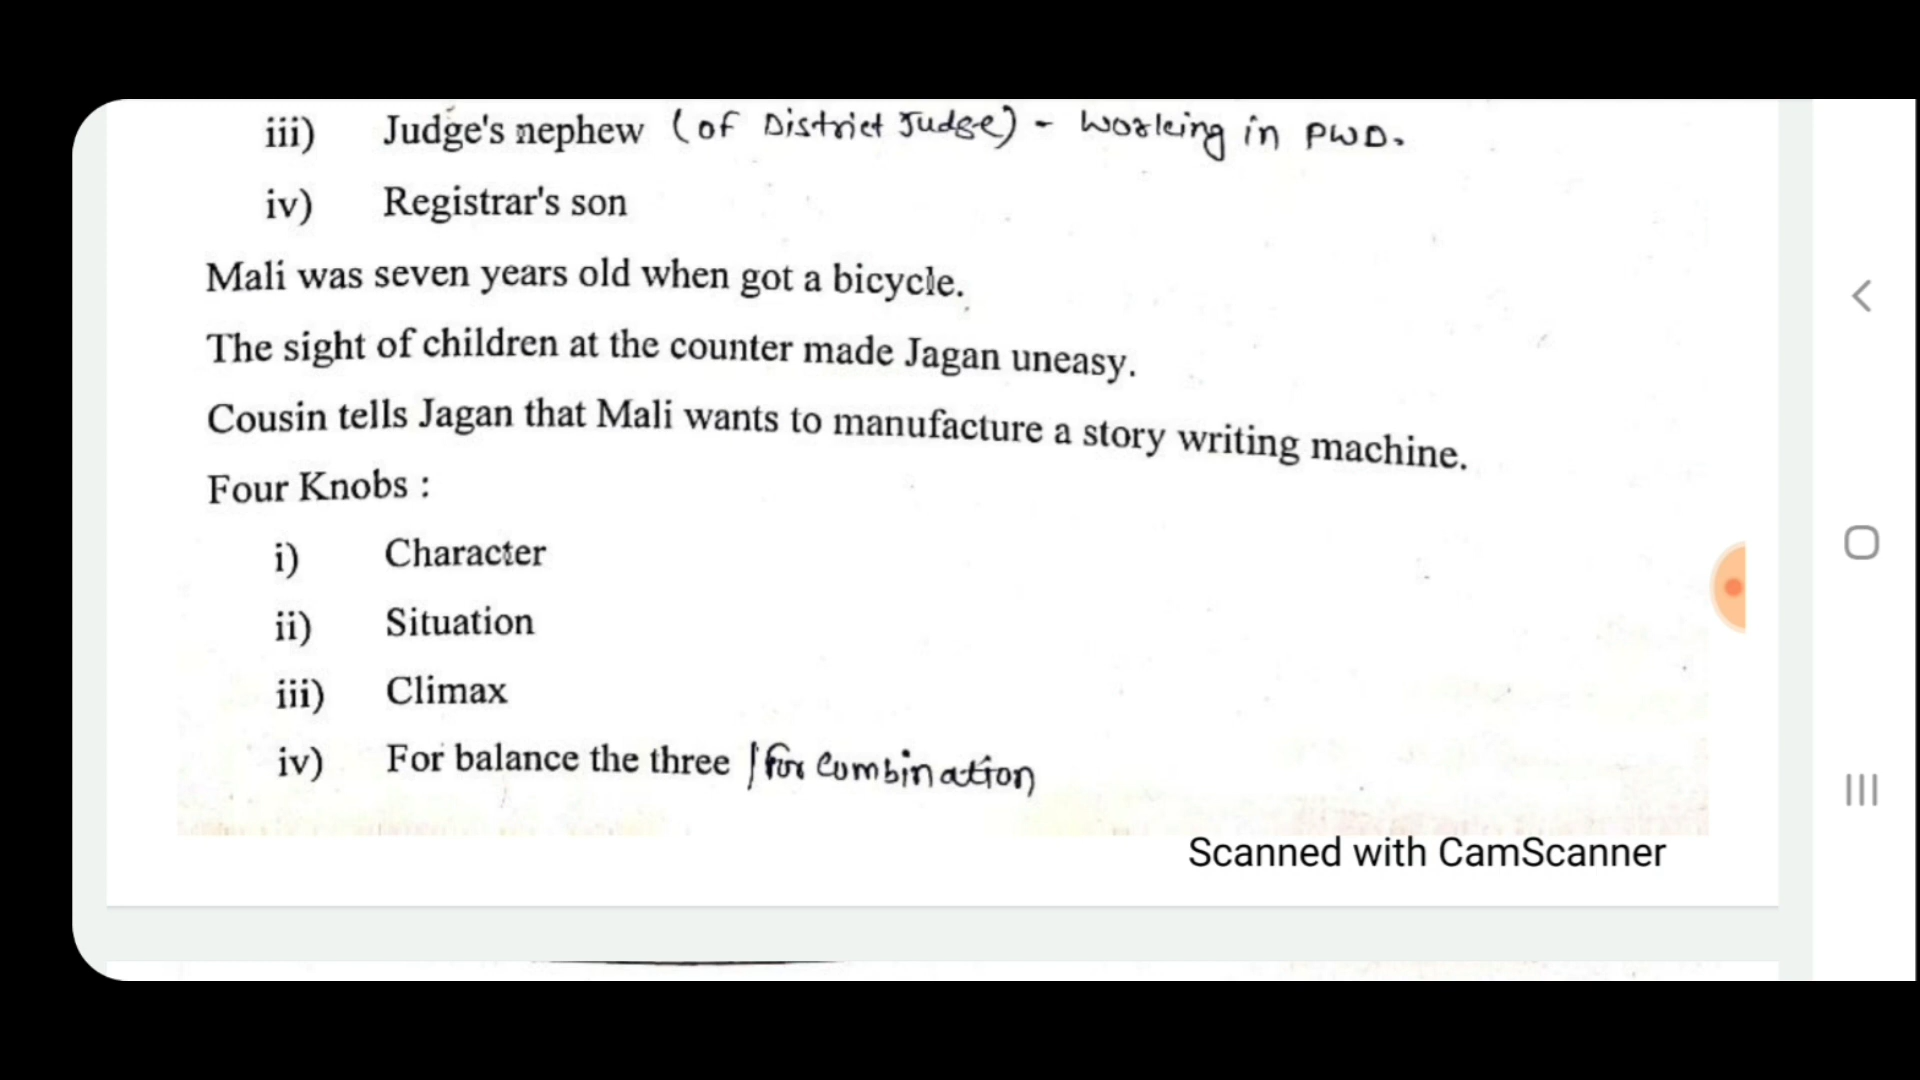 iii) Judge's nephew (of District Judge) - Working in PWD.
iv) Registrar's son
Mali was seven years old when got a bicycle.
The sight of children at the counter made Jagan uneasy.
Cousin tells Jagan that Mali wants to manufacture a story writing machine.
Four Knobs :
i) Character
ii) Situation
iii) Climax
iv) For balance the three / for combination
Scanned with CamScanner